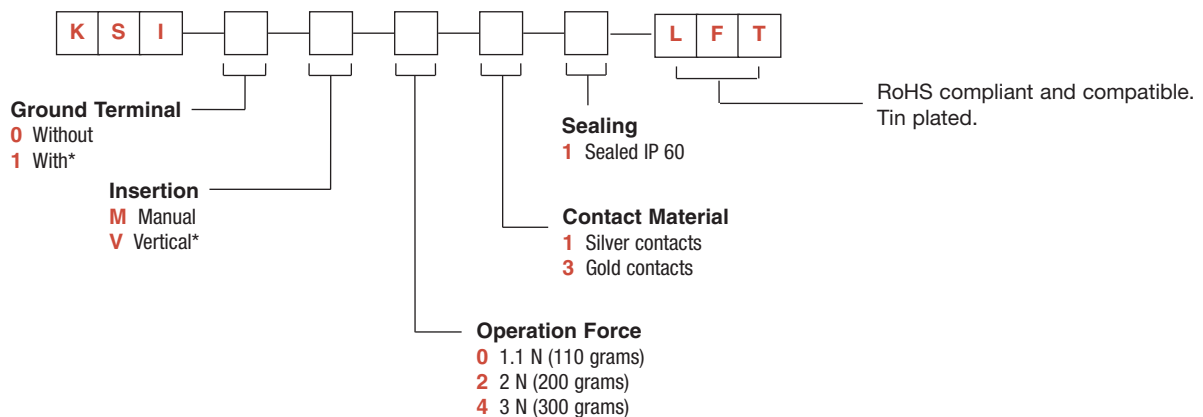 K S I L F T
RoHS compliant and compatible.
Tin plated.
Ground Terminal
0 Without
1 With*
Sealing
1 Sealed IP 60
Insertion
M Manual
V Vertical*
Contact Material
1 Silver contacts
3 Gold contacts
Operation Force
0 1.1 N (110 grams)
2 2 N (200 grams)
4 3 N (300 grams)